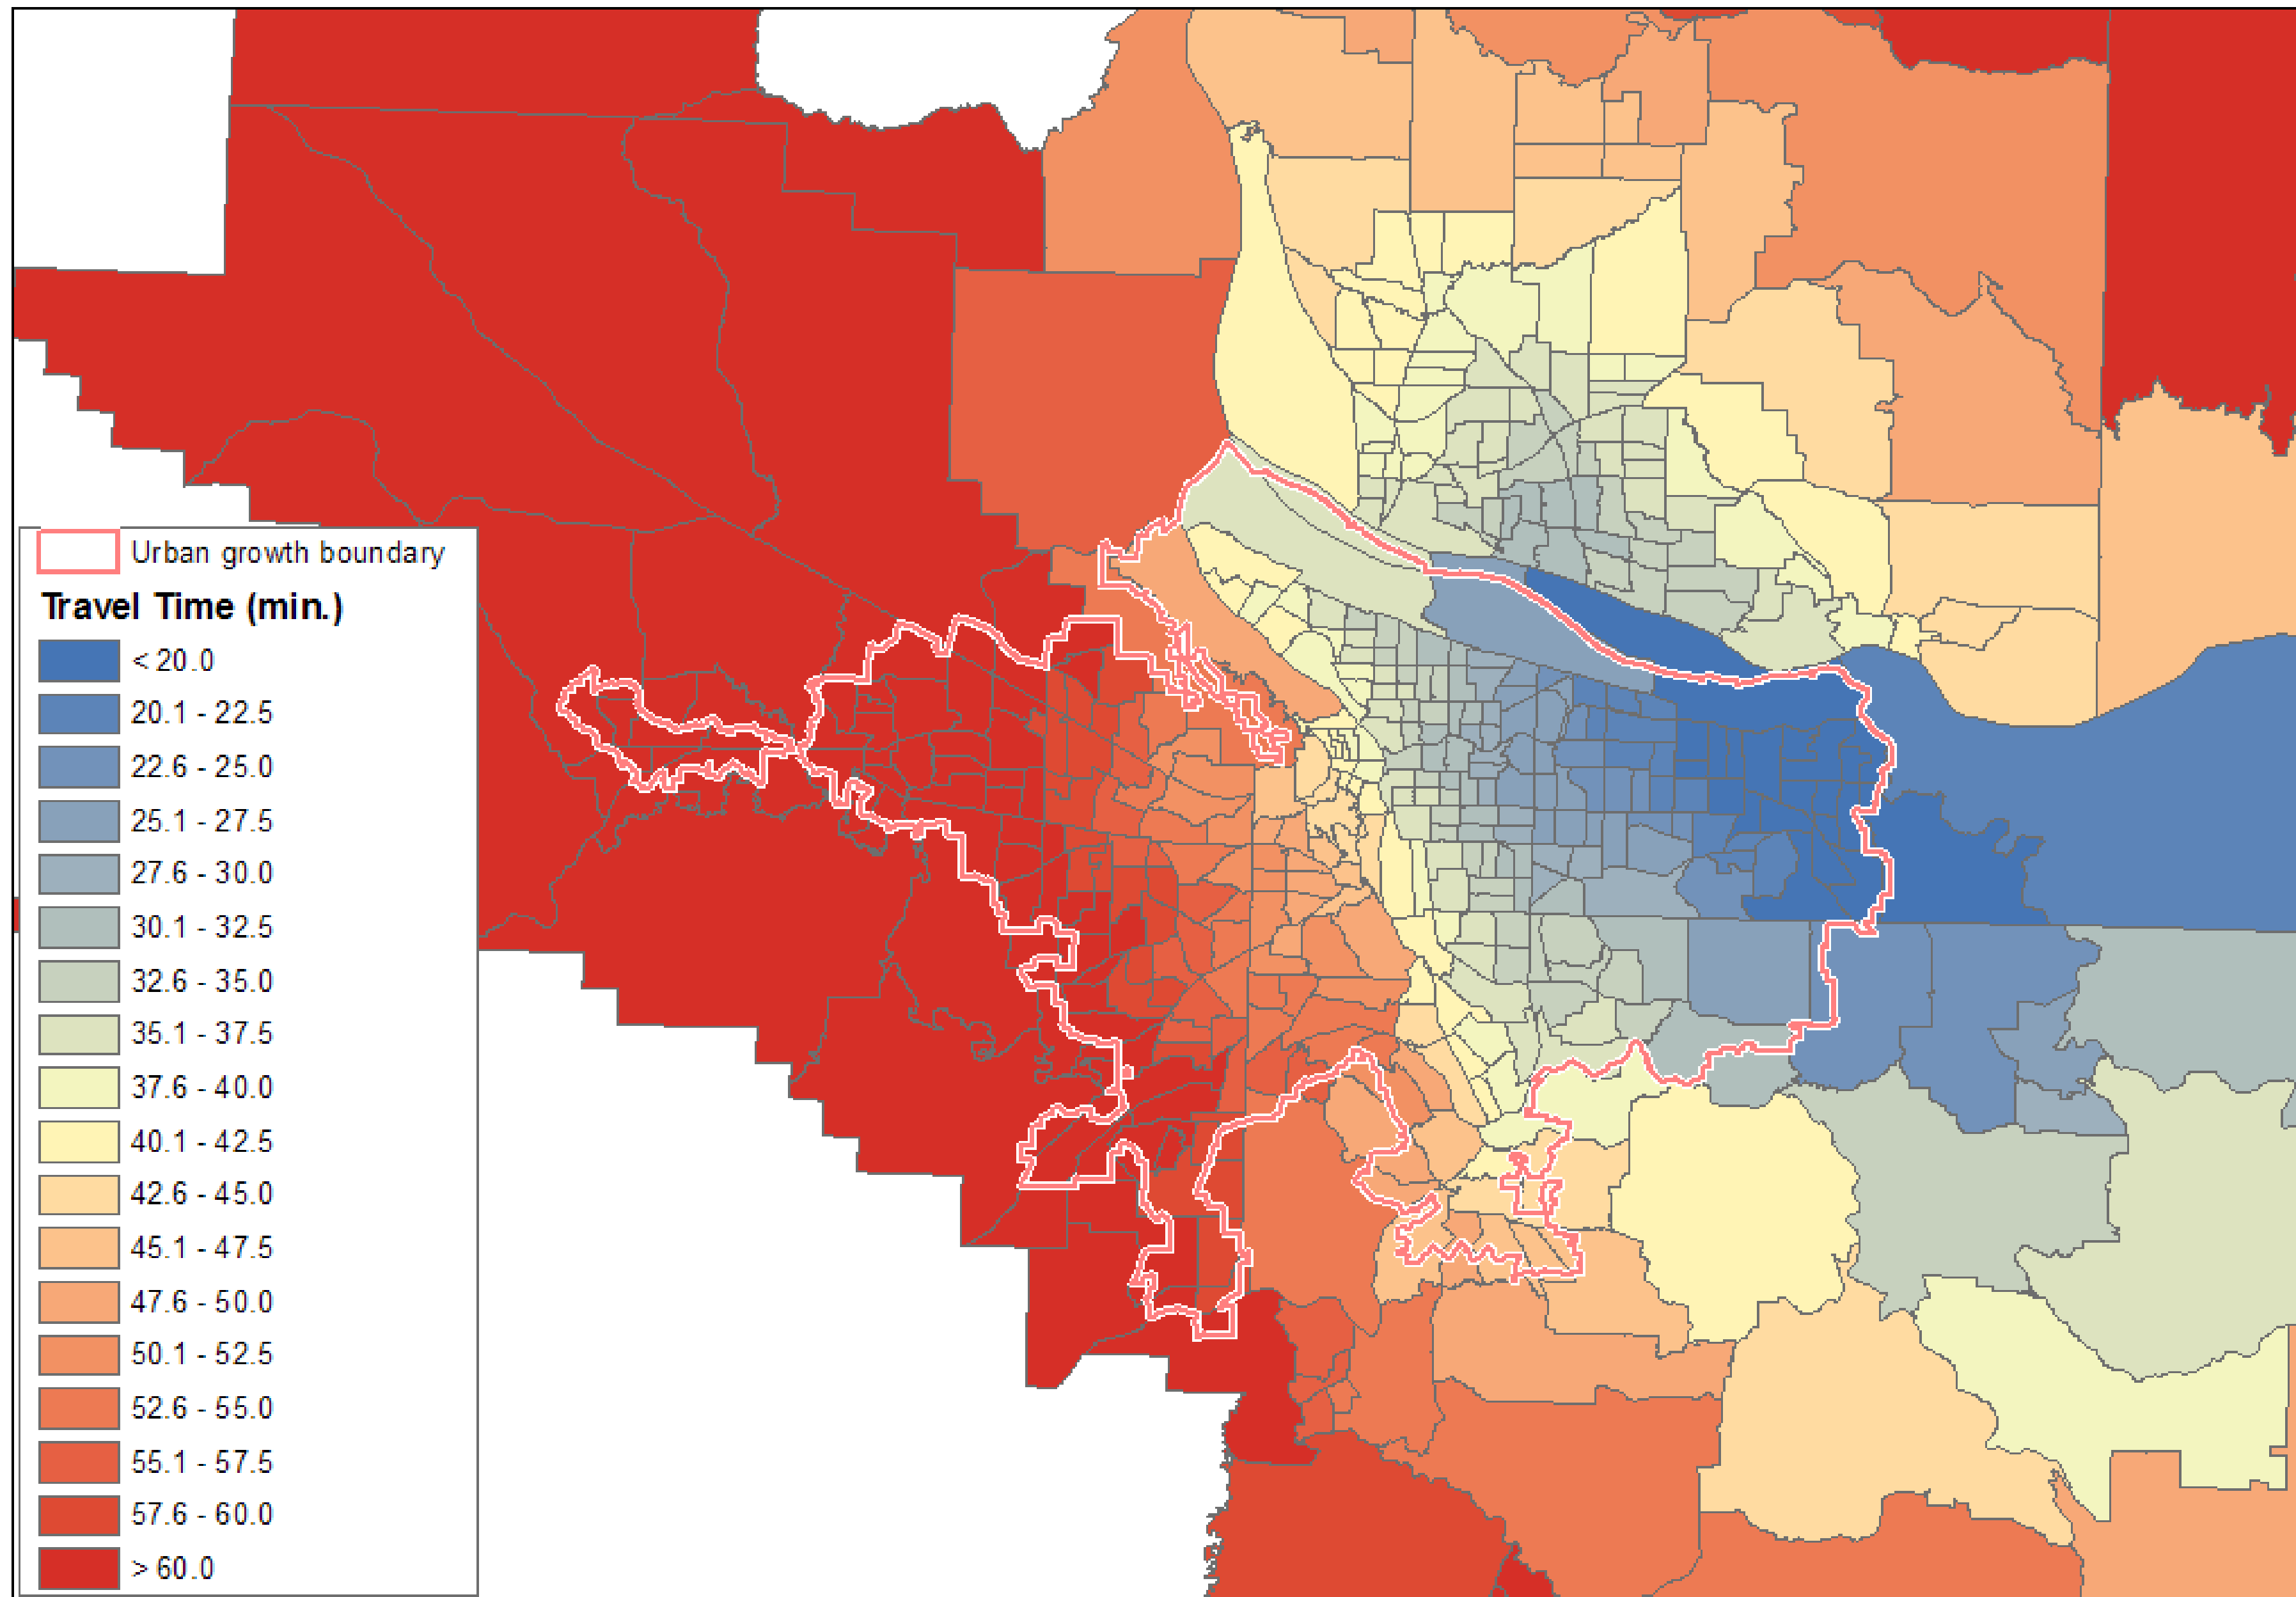 Urban growth boundary
Travel Time (min.)
< 20.0
20.1 - 22.5
22.6 - 25.0
25.1 - 27.5
27.6 - 30.0
30.1 - 32.5
32.6 - 35.0
35.1 - 37.5
37.6 - 40.0
40.1 - 42.5
42.6 - 45.0
45.1 - 47.5
47.6 - 50.0
50.1 - 52.5
52.6 - 55.0
55.1 - 57.5
57.6 - 60.0
> 60.0